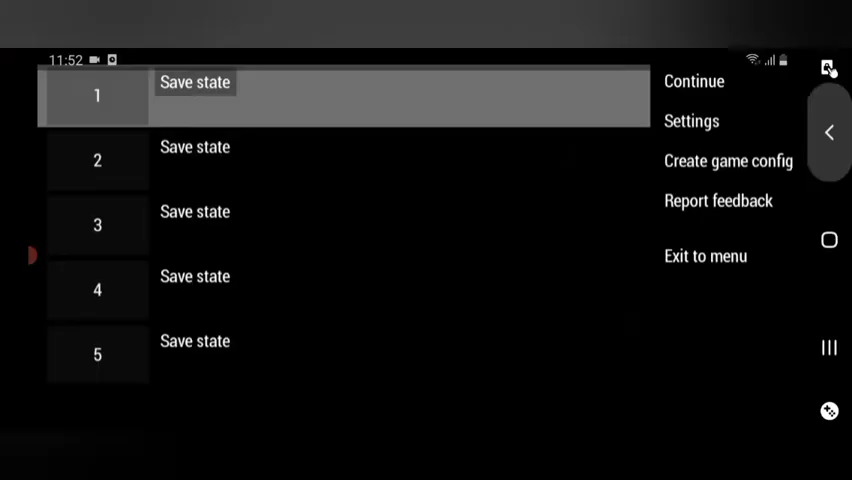 11:52
1 Save state
2 Save state
3 Save state
4 Save state
5 Save state
Continue
Settings
Create game config
Report feedback
Exit to menu